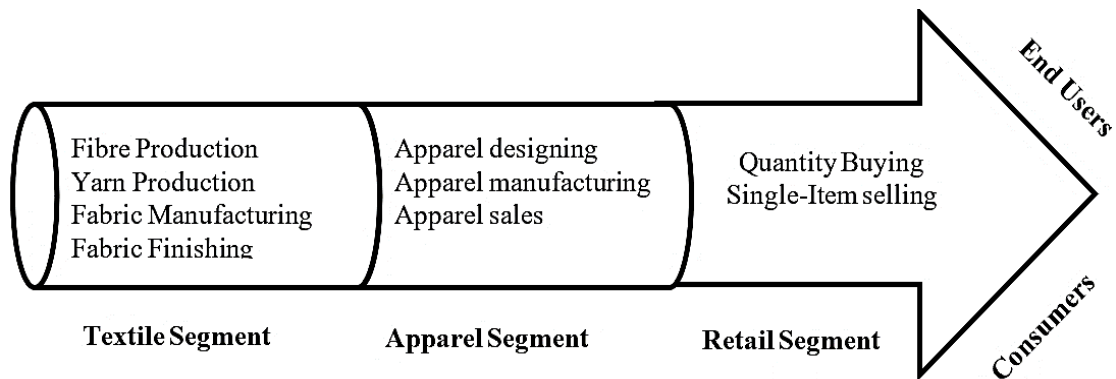 Fibre Production
Yarn Production
Fabric Manufacturing
Fabric Finishing
Textile Segment
Apparel designing
Apparel manufacturing
Apparel sales
Apparel Segment
Quantity Buying
Single-Item selling
Retail Segment
End Users
Consumers